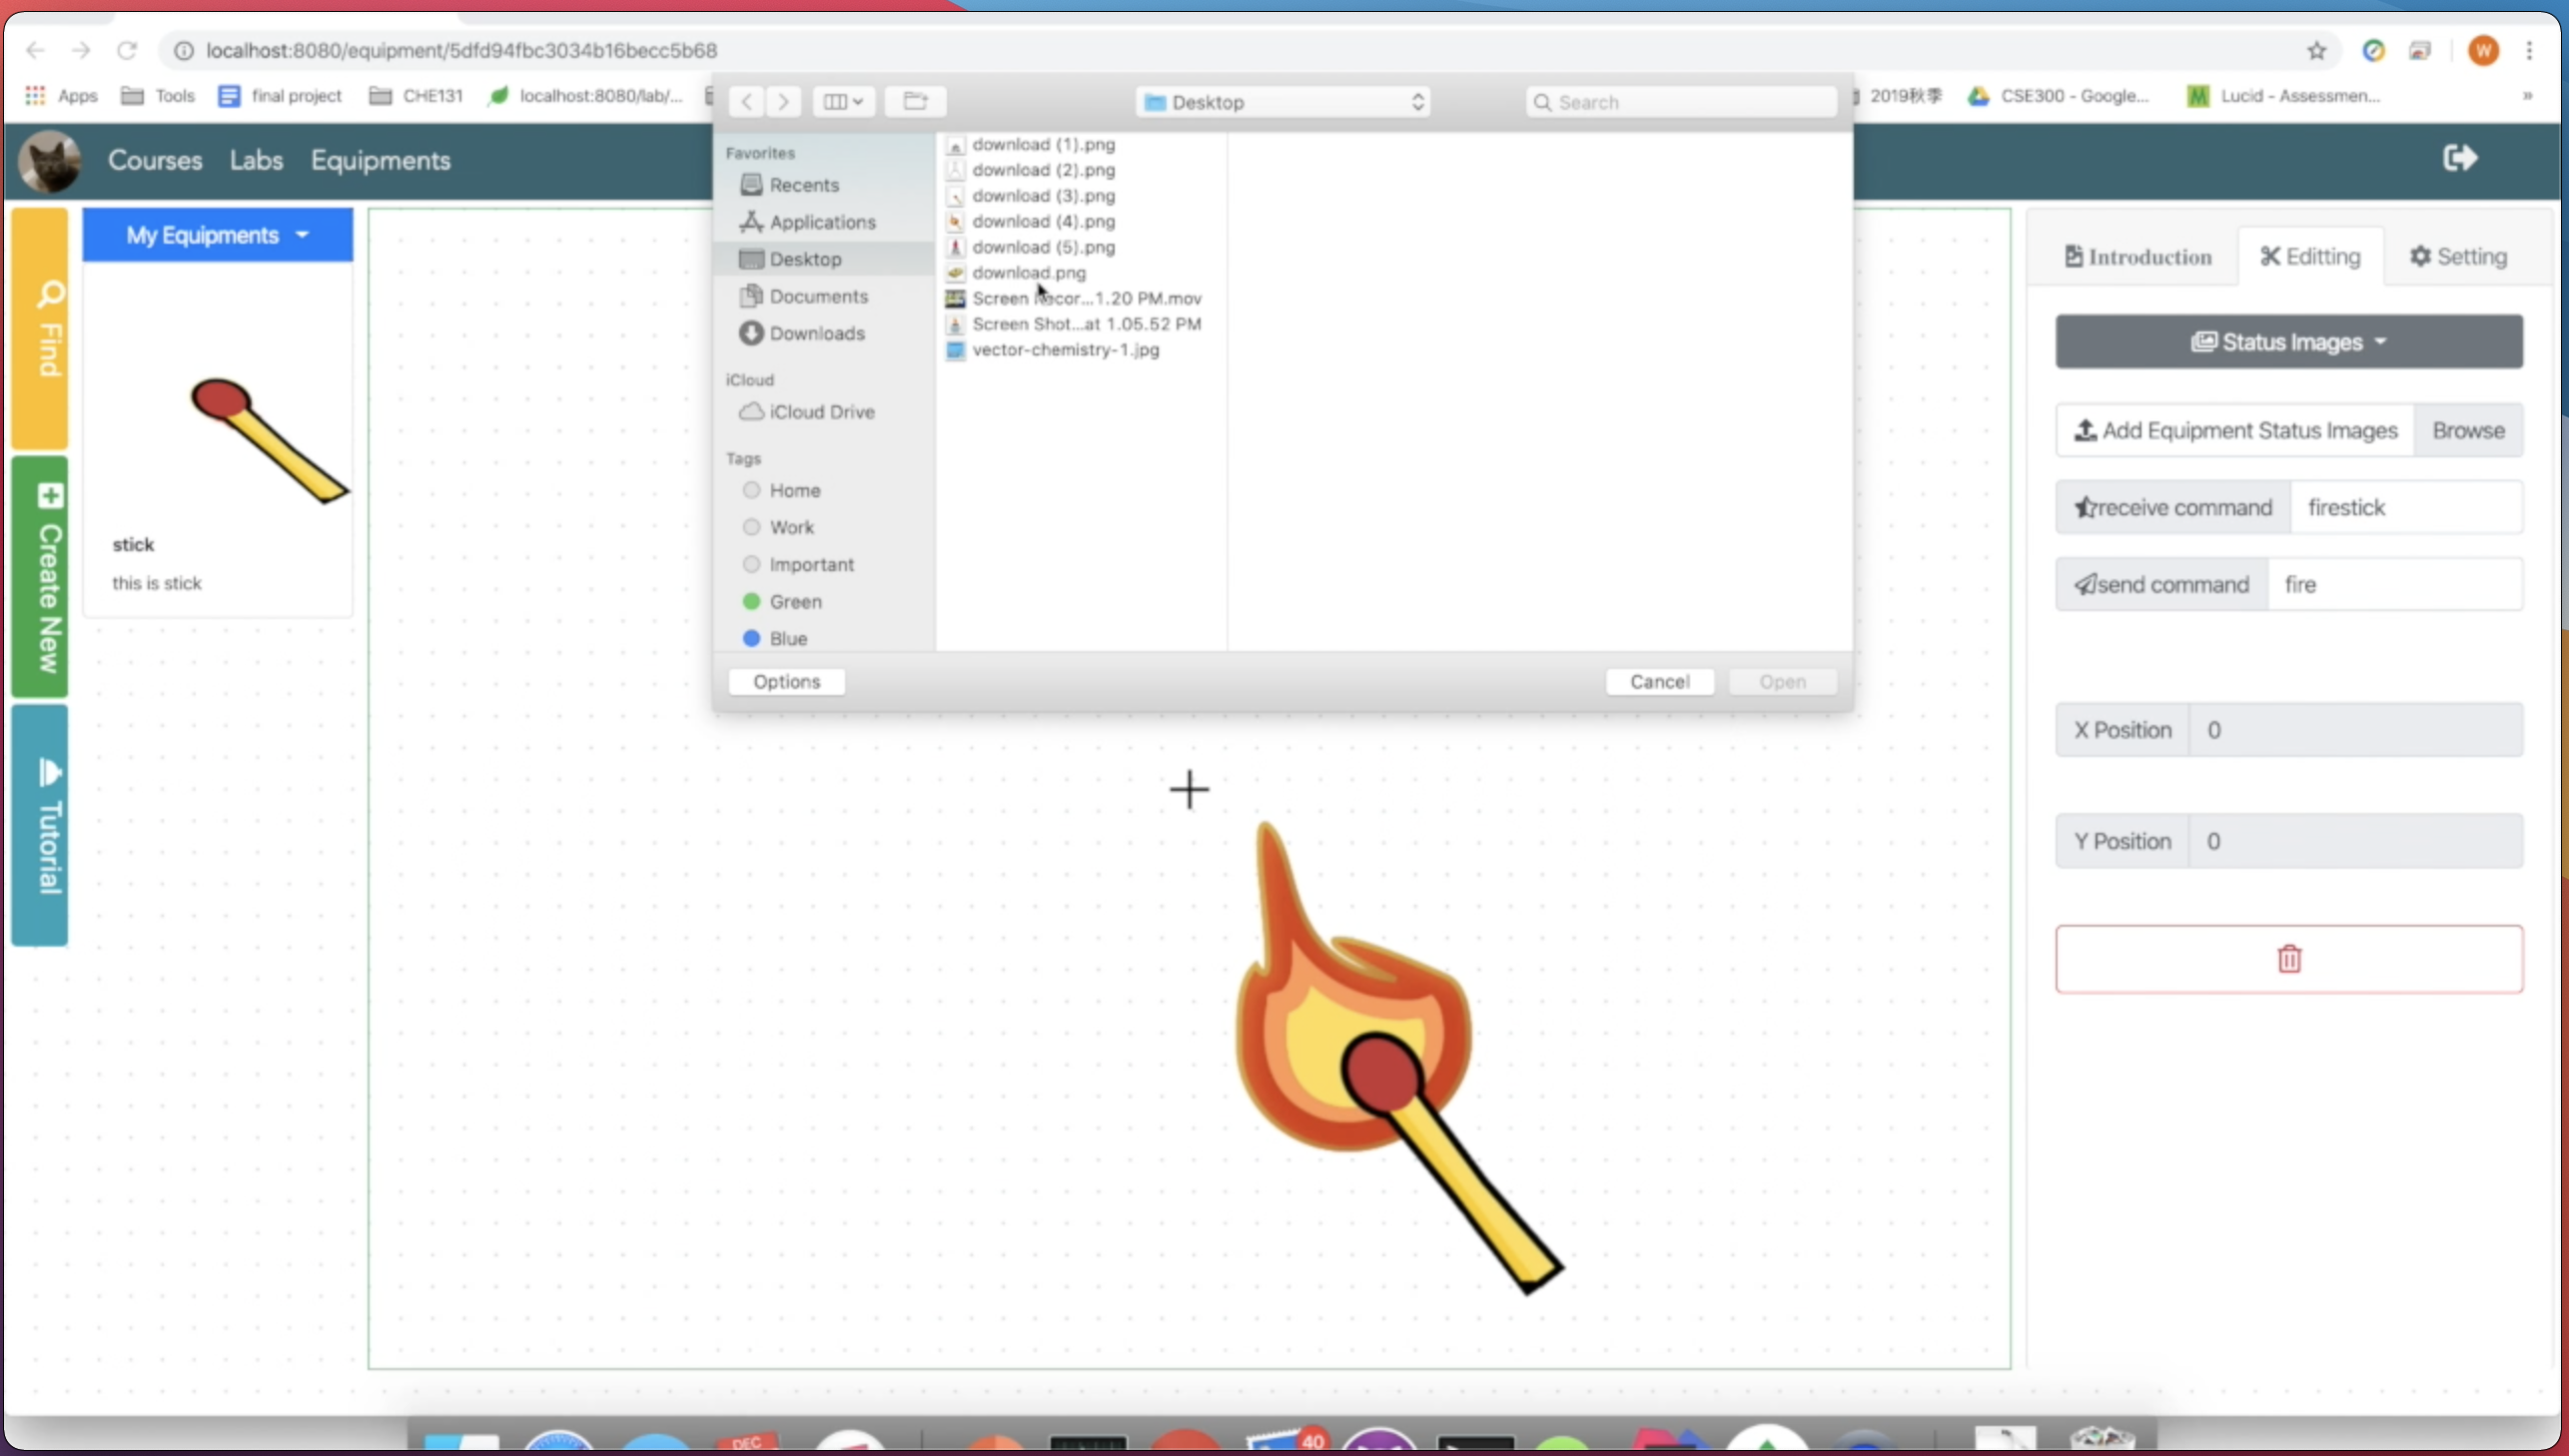 localhost:8080/equipment/5dfd94fbc3034b16becc5b68
W
Apps
Tools
final project
CHE131
localhost:8080/lab/...
2019秋季
CSE300 - Google...
Lucid - Assessmen...
»
Courses
Labs
Equipments
Desktop
Search
Favorites
Recents
Applications
Desktop
Documents
Downloads
iCloud
iCloud Drive
Tags
Home
Work
Important
Green
Blue
download (1).png
download (2).png
download (3).png
download (4).png
download (5).png
download.png
Screen Recor...1.20 PM.mov
Screen Shot...at 1.05.52 PM
vector-chemistry-1.jpg
Options
Cancel
Open
Find
Create New
Tutorial
My Equipments
stick
this is stick
Introduction
Editting
Setting
Status Images
Add Equipment Status Images
Browse
receive command
firestick
send command
fire
X Position
0
Y Position
0
DEC
40